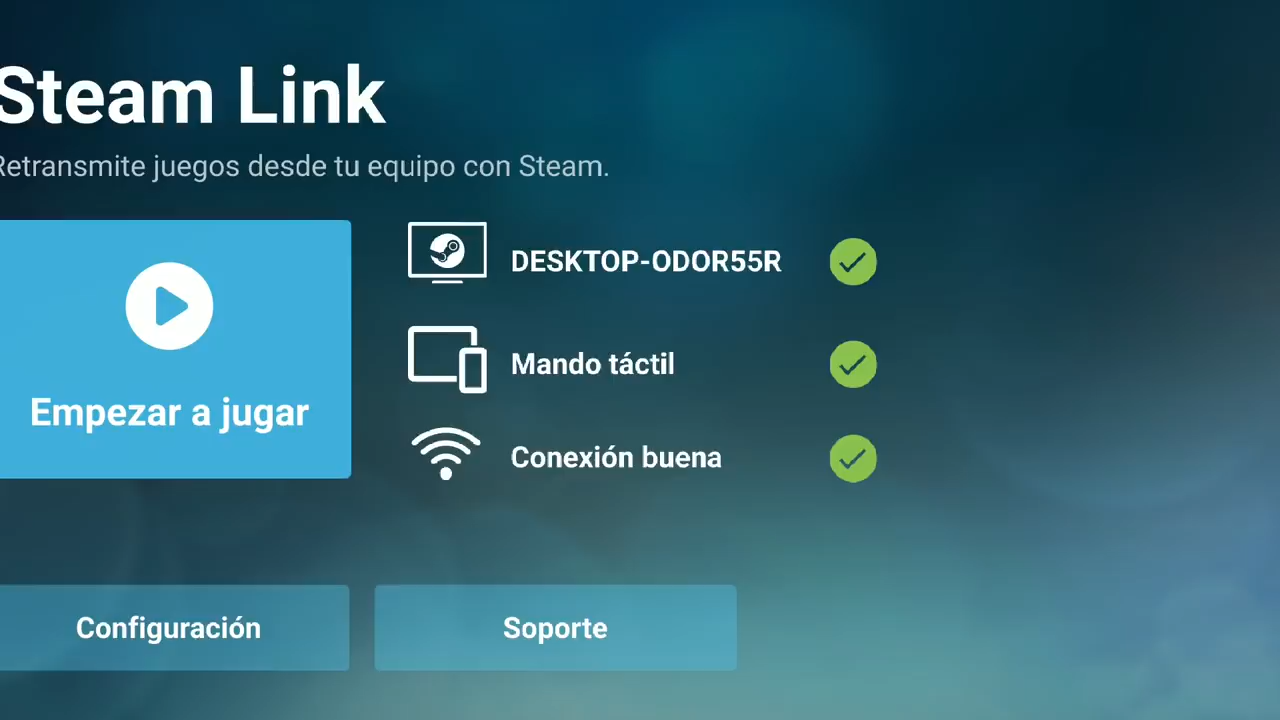 Steam Link
Retransmite juegos desde tu equipo con Steam.
DESKTOP-ODOR55R
Mando táctil
Empezar a jugar
Conexión buena
Configuración
Soporte